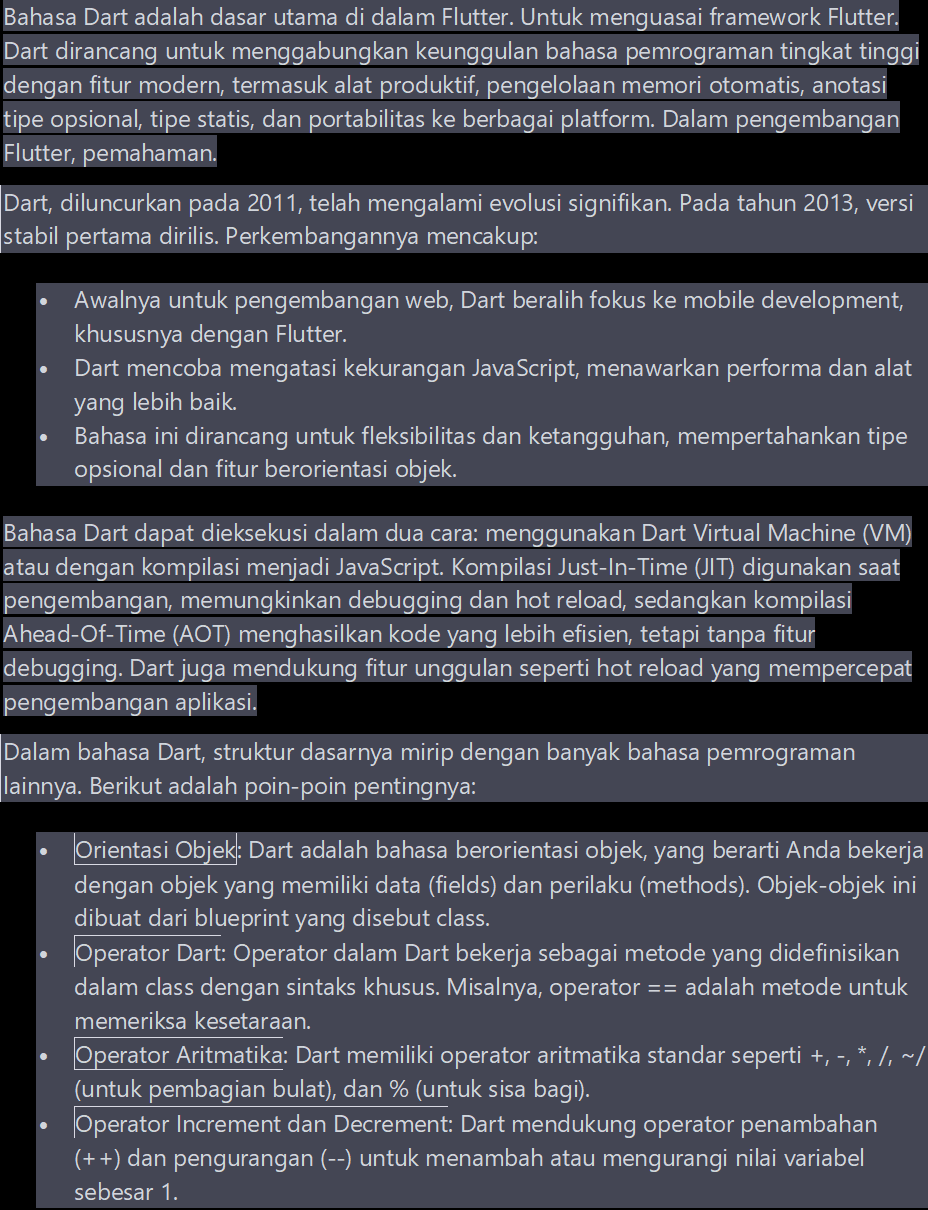 Bahasa Dart adalah dasar utama di dalam Flutter. Untuk menguasai framework Flutter.
Dart dirancang untuk menggabungkan keunggulan bahasa pemrograman tingkat tinggi
dengan fitur modern, termasuk alat produktif, pengelolaan memori otomatis, anotasi
tipe opsional, tipe statis, dan portabilitas ke berbagai platform. Dalam pengembangan
Flutter, pemahaman.
Dart, diluncurkan pada 2011, telah mengalami evolusi signifikan. Pada tahun 2013, versi
stabil pertama dirilis. Perkembangannya mencakup:
• Awalnya untuk pengembangan web, Dart beralih fokus ke mobile development,
khususnya dengan Flutter.
• Dart mencoba mengatasi kekurangan JavaScript, menawarkan performa dan alat
yang lebih baik.
• Bahasa ini dirancang untuk fleksibilitas dan ketangguhan, mempertahankan tipe
opsional dan fitur berorientasi objek.
Bahasa Dart dapat dieksekusi dalam dua cara: menggunakan Dart Virtual Machine (VM)
atau dengan kompilasi menjadi JavaScript. Kompilasi Just-In-Time (JIT) digunakan saat
pengembangan, memungkinkan debugging dan hot reload, sedangkan kompilasi
Ahead-Of-Time (AOT) menghasilkan kode yang lebih efisien, tetapi tanpa fitur
debugging. Dart juga mendukung fitur unggulan seperti hot reload yang mempercepat
pengembangan aplikasi.
Dalam bahasa Dart, struktur dasarnya mirip dengan banyak bahasa pemrograman
lainnya. Berikut adalah poin-poin pentingnya:
• Orientasi Objek: Dart adalah bahasa berorientasi objek, yang berarti Anda bekerja
dengan objek yang memiliki data (fields) dan perilaku (methods). Objek-objek ini
dibuat dari blueprint yang disebut class.
• Operator Dart: Operator dalam Dart bekerja sebagai metode yang didefinisikan
dalam class dengan sintaks khusus. Misalnya, operator == adalah metode untuk
memeriksa kesetaraan.
• Operator Aritmatika: Dart memiliki operator aritmatika standar seperti +, -, *, /, ~/
(untuk pembagian bulat), dan % (untuk sisa bagi).
• Operator Increment dan Decrement: Dart mendukung operator penambahan
(++) dan pengurangan (--) untuk menambah atau mengurangi nilai variabel
sebesar 1.